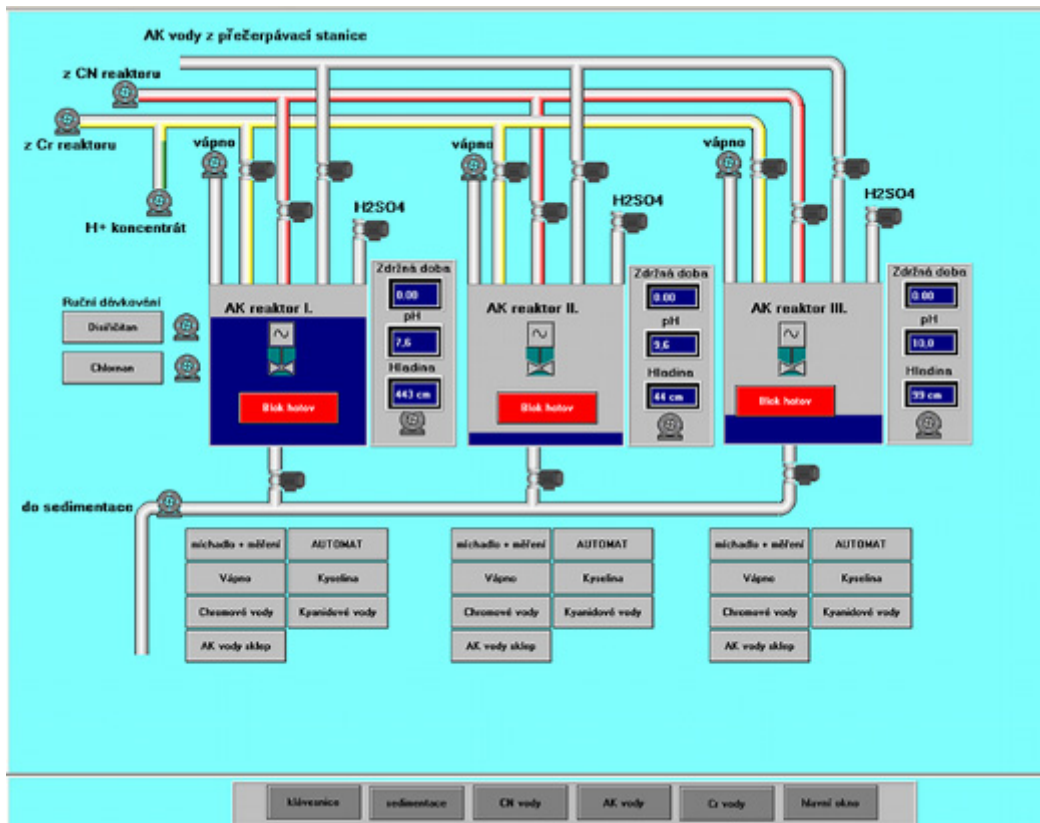 AK vody z přečerpávací stanice
z CN reaktoru
z Cr reaktoru
vápno
vápno
vápno
H+ koncentrát
H2SO4
H2SO4
H2SO4
Ruční dávkování
Disiřičitan
Chlornan
AK reaktor I.
Blok hotov
Zdržná doba
0.00
pH
7,6
Hladina
443 cm
AK reaktor II.
Blok hotov
Zdržná doba
0.00
pH
9,6
Hladina
44 cm
AK reaktor III.
Blok hotov
Zdržná doba
0.00
pH
10,0
Hladina
99 cm
do sedimentace
míchadlo + měření AUTOMAT
Vápno Kyselina
Chromové vody Kyanidové vody
AK vody sklep
míchadlo + měření AUTOMAT
Vápno Kyselina
Chromové vody Kyanidové vody
AK vody sklep
míchadlo + měření AUTOMAT
Vápno Kyselina
Chromové vody Kyanidové vody
AK vody sklep
klávesnice sedimentace CN vody AK vody Cr vody hlavní okno